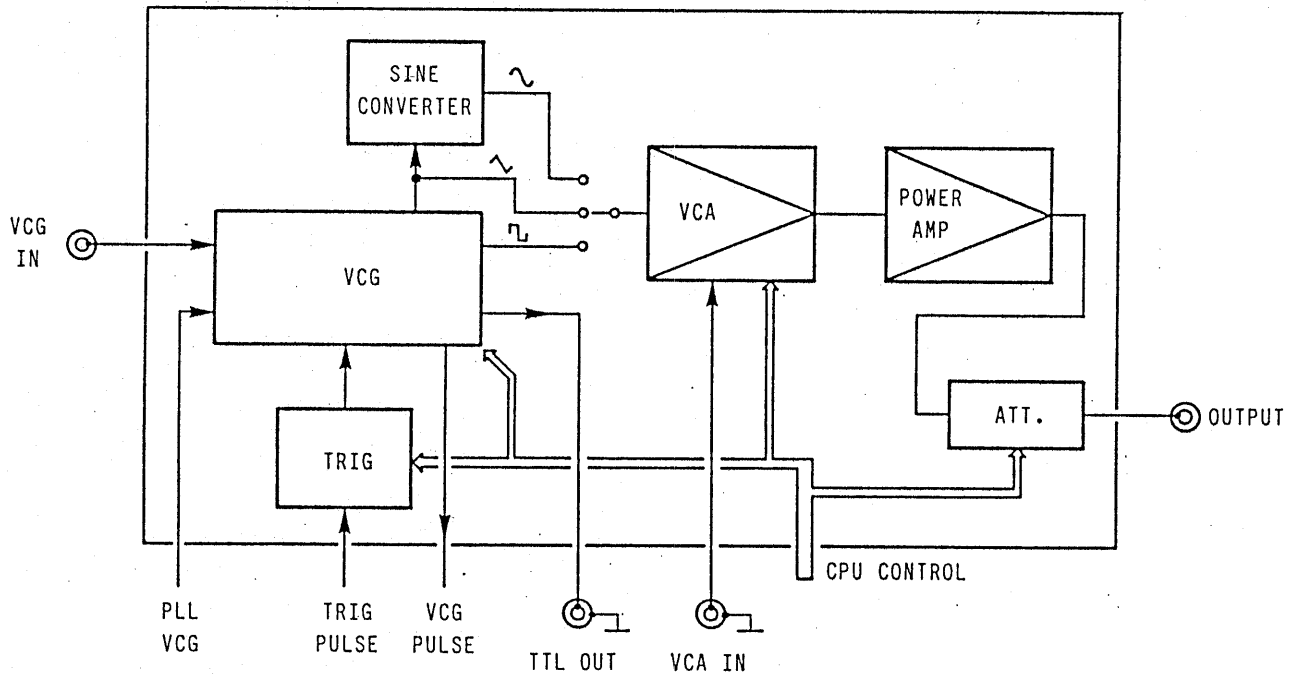 SINE
CONVERTER
VCG
IN
VCG
VCA
POWER
AMP
TRIG
ATT.
OUTPUT
CPU CONTROL
PLL
VCG
TRIG
PULSE
VCG
PULSE
TTL OUT
VCA IN